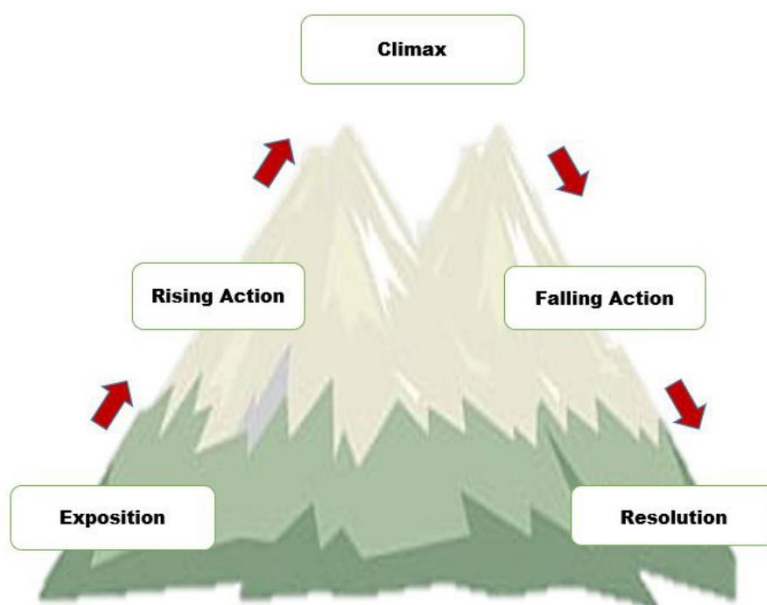 Climax
Rising Action
Falling Action
Exposition
Resolution